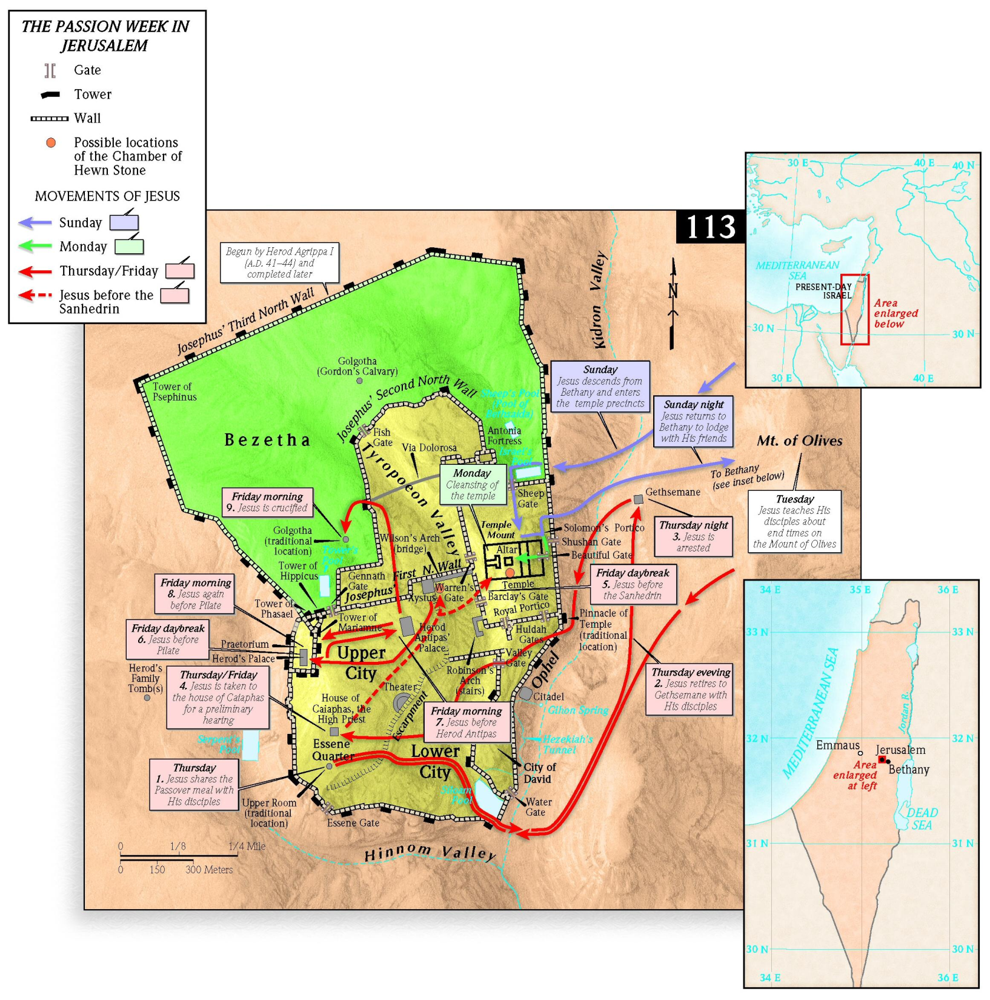 THE PASSION WEEK IN
JERUSALEM
Gate
Tower
Wall
Possible locations
of the Chamber of
Hewn Stone
MOVEMENTS OF JESUS
Sunday
Monday
Thursday/Friday
Jesus before the
Sanhedrin
113
Begun by Herod Agrippa I
(A.D. 41–44) and
completed later
Josephus' Third North Wall
Kidron Valley
N
Tower of
Psephinus
Golgotha
(Gordon's Calvary)
Josephus' Second North Wall
Sheep's Pool
(Pool of
Bethsaida)
Sunday
Jesus descends from
Bethany and enters
the temple precincts
Sunday night
Jesus returns to
Bethany to lodge
with His friends
Bezetha
Fish
Gate
Via Dolorosa
Antonia
Fortress
Israel's
Pool
Mt. of Olives
Tyropoeon Valley
Monday
Cleansing of
the temple
To Bethany
(see inset below)
Sheep
Gate
Gethsemane
Tuesday
Jesus teaches His
disciples about
end times on
the Mount of Olives
Friday morning
9. Jesus is crucified
Thursday night
3. Jesus is
arrested
Golgotha
(traditional
location)
Tower's
Pool
Wilson's Arch
(bridge)
Temple
Mount
Altar
Solomon's Portico
Shushan Gate
Beautiful Gate
Tower of
Hippicus
Gennath
Gate
Josephus' First N. Wall
Xystus
Warren's
Gate
Temple
Barclay's Gate
Royal Portico
Friday daybreak
5. Jesus before
the Sanhedrin
Friday morning
8. Jesus again
before Pilate
Tower of
Phasael
Tower of
Mariamne
Herod
Antipas'
Palace
Huldah
Gates
Pinnacle of
Temple
(traditional
location)
Friday daybreak
6. Jesus before
Pilate
Praetorium
Herod's Palace
Upper
City
Valley
Gate
Robinson's
Arch
(stairs)
Ophel
Herod's
Family
Tomb(s)
Thursday/Friday
4. Jesus is taken to
the house of Caiaphas
for a preliminary
hearing
Theater
Escarpment
House of
Caiaphas, the
High Priest
Citadel
Gihon Spring
Thursday eveving
2. Jesus retires to
Gethsemane with
His disciples
Friday morning
7. Jesus before
Herod Antipas
Serpent's
Pool
Essene
Quarter
Lower
City
Hezekiah's
Tunnel
City of
David
Thursday
1. Jesus shares the
Passover meal with
His disciples
Upper Room
(traditional
location)
Siloam
Pool
Water
Gate
Essene Gate
Hinnom Valley
0 1/8 1/4 Mile
0 150 300 Meters
30 E 40 E 40 N
MEDITERRANEAN
SEA
PRESENT-DAY
ISRAEL
Area
enlarged
below
30 N 30 N
30 E 40 E
34 E 35 E 36 E
33 N 33 N
MEDITERRANEAN SEA
Jordan R.
32 N 32 N
Emmaus
Jerusalem
Bethany
Area
enlarged
at left
DEAD
SEA
31 N 31 N
30 N 30 N
34 E 36 E